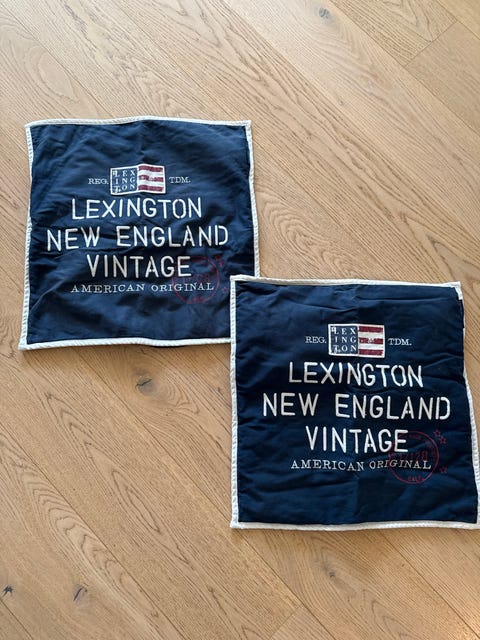 REG. LEX ING TON TDM.
LEXINGTON
NEW ENGLAND
VINTAGE
AMERICAN ORIGINAL
REG. LEX ING TON TDM.
LEXINGTON
NEW ENGLAND
VINTAGE
AMERICAN ORIGINAL